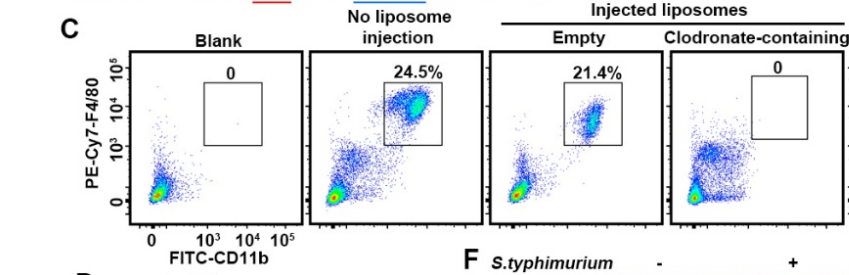 C
Injected liposomes
No liposome
injection
Blank
Empty
Clodronate-containing
0
24.5%
21.4%
0
PE-Cy7-F4/80
10⁵
10⁴
10³
0
0 10³ 10⁴ 10⁵
FITC-CD11b
F
S.typhimurium - +